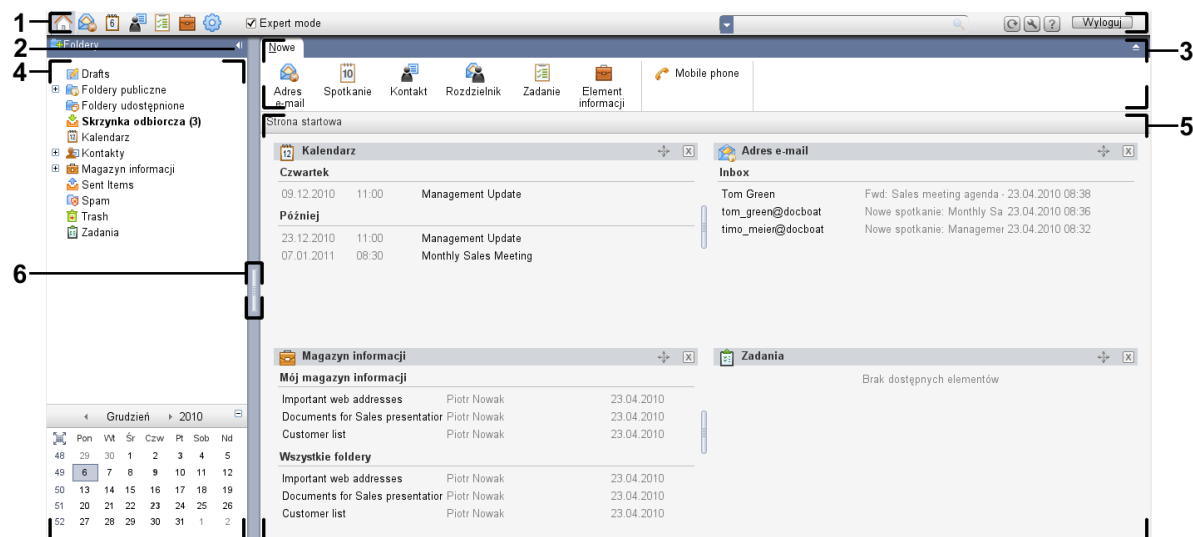 1
6
Expert mode
Wyloguj
2
Foldery
Nowe
3
4
Drafts
Foldery publiczne
Foldery udostępnione
Skrzynka odbiorcza (3)
Kalendarz
Kontakty
Magazyn informacji
Sent Items
Spam
Trash
Zadania
Adres e-mail
10
Spotkanie
Kontakt
Rozdzielnik
Zadanie
Element informacji
Mobile phone
Strona startowa
5
12
Kalendarz
Czwartek
09.12.2010 11:00 Management Update
Później
23.12.2010 11:00 Management Update
07.01.2011 08:30 Monthly Sales Meeting
Adres e-mail
Inbox
Tom Green Fwd: Sales meeting agenda - 23.04.2010 08:38
tom_green@docboat Nowe spotkanie: Monthly Sa 23.04.2010 08:36
timo_meier@docboat Nowe spotkanie: Managemer 23.04.2010 08:32
6
Magazyn informacji
Mój magazyn informacji
Important web addresses Piotr Nowak 23.04.2010
Documents for Sales presentation Piotr Nowak 23.04.2010
Customer list Piotr Nowak 23.04.2010
Wszystkie foldery
Important web addresses Piotr Nowak 23.04.2010
Documents for Sales presentation Piotr Nowak 23.04.2010
Customer list Piotr Nowak 23.04.2010
Zadania
Brak dostępnych elementów
Grudzień 2010
Pon Wt Śr Czw Pt Sob Nd
48 29 30 1 2 3 4 5
49 6 7 8 9 10 11 12
50 13 14 15 16 17 18 19
51 20 21 22 23 24 25 26
52 27 28 29 30 31 1 2